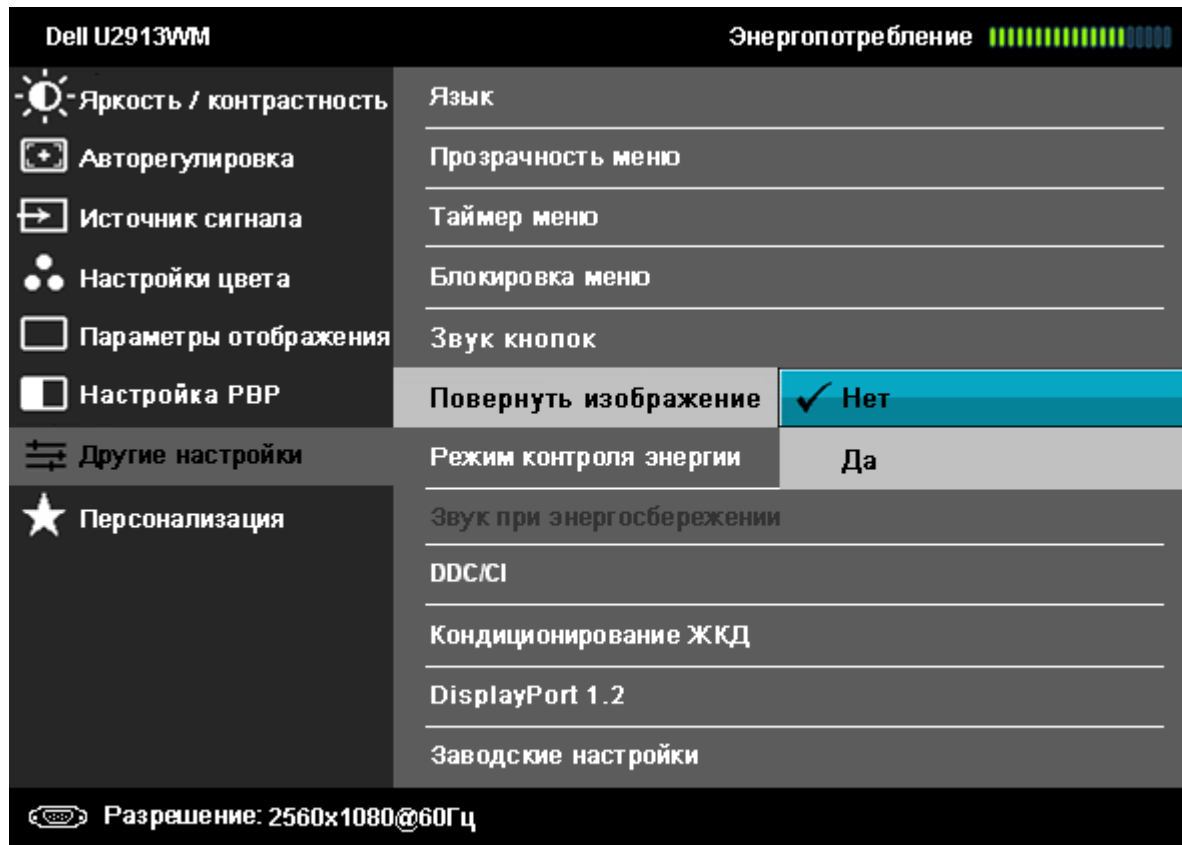 Dell U2913WM
Энергопотребление
Яркость / контрастность
Авторегулировка
Источник сигнала
Настройки цвета
Параметры отображения
Настройка PBP
Другие настройки
Персонализация
Язык
Прозрачность меню
Таймер меню
Блокировка меню
Звук кнопок
Повернуть изображение
Нет
Да
Режим контроля энергии
Звук при энергосбережении
DDC/CI
Кондиционирование ЖКД
DisplayPort 1.2
Заводские настройки
Разрешение: 2560x1080@60Гц